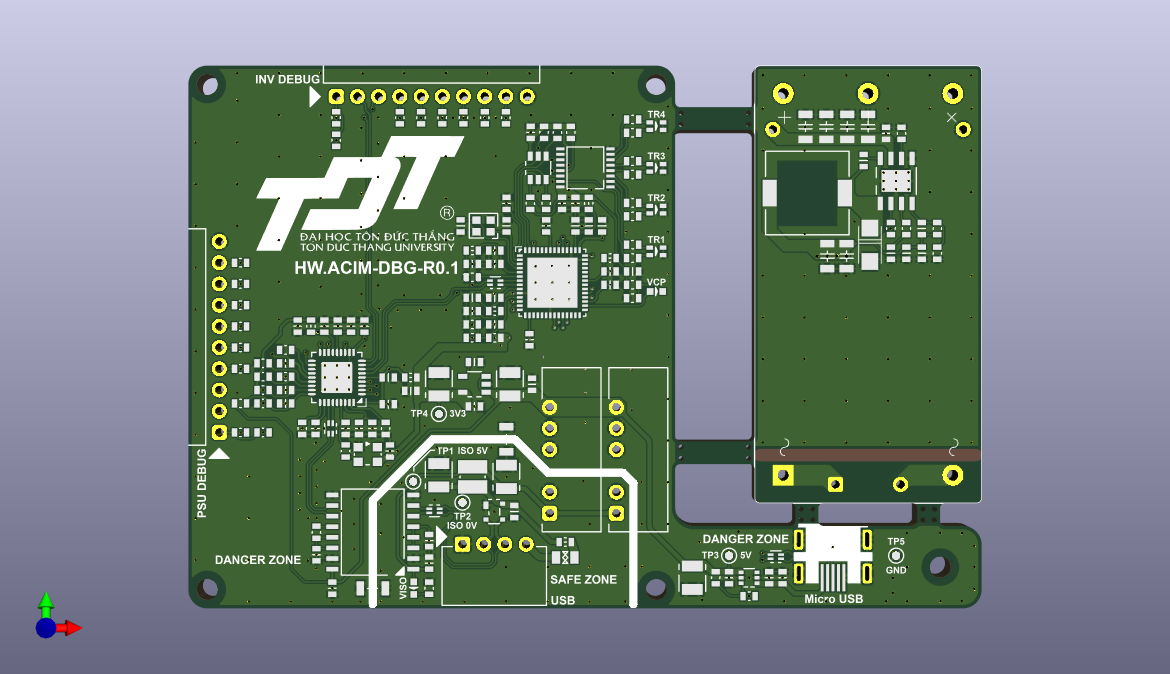 INV DEBUG
TR4
TR3
TR2
TR1
VCP
TDT
®
ĐẠI HỌC TÔN ĐỨC THẮNG
TON DUC THANG UNIVERSITY
HW.ACIM-DBG-R0.1
PSU DEBUG
TP4
3V3
TP1
ISO 5V
TP2
ISO 0V
DANGER ZONE
VISO
SAFE ZONE
USB
DANGER ZONE
TP3
5V
TP5
GND
Micro USB